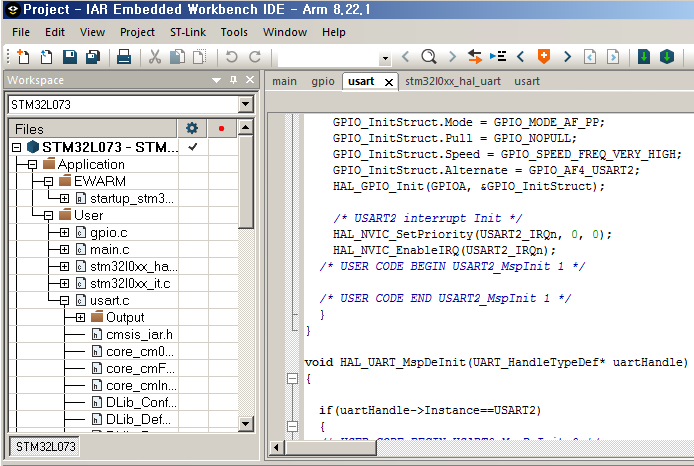 Project - IAR Embedded Workbench IDE - Arm 8.22.1
File Edit View Project ST-Link Tools Window Help
Workspace
STM32L073
Files
STM32L073 - STM...
Application
EWARM
startup_stm3...
User
gpio.c
main.c
stm32l0xx_ha...
stm32l0xx_it.c
usart.c
Output
cmsis_iar.h
core_cm0...
core_cmF...
core_cmIn...
DLib_Conf...
DLib_Def...
STM32L073
main gpio usart stm32l0xx_hal_uart usart
GPIO_InitStruct.Mode = GPIO_MODE_AF_PP;
GPIO_InitStruct.Pull = GPIO_NOPULL;
GPIO_InitStruct.Speed = GPIO_SPEED_FREQ_VERY_HIGH;
GPIO_InitStruct.Alternate = GPIO_AF4_USART2;
HAL_GPIO_Init(GPIOA, &GPIO_InitStruct);
/* USART2 interrupt Init */
HAL_NVIC_SetPriority(USART2_IRQn, 0, 0);
HAL_NVIC_EnableIRQ(USART2_IRQn);
/* USER CODE BEGIN USART2_MspInit 1 */
/* USER CODE END USART2_MspInit 1 */
}
}
void HAL_UART_MspDeInit(UART_HandleTypeDef* uartHandle)
{
if(uartHandle->Instance==USART2)
{